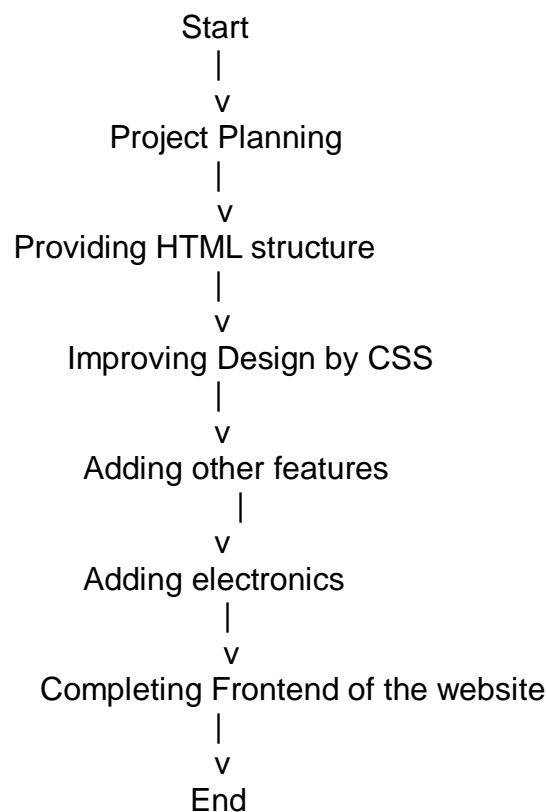 Start
|
v
Project Planning
|
v
Providing HTML structure
|
v
Improving Design by CSS
|
v
Adding other features
|
v
Adding electronics
|
v
Completing Frontend of the website
|
v
End